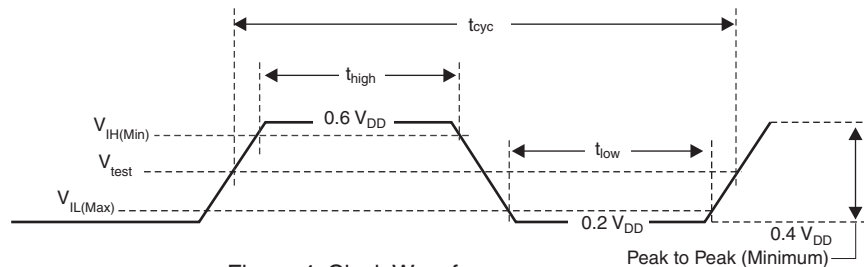 tcyc
thigh
0.6 VDD
VIH(Min)
Vtest
tlow
VIL(Max)
0.2 VDD
0.4 VDD
Peak to Peak (Minimum)